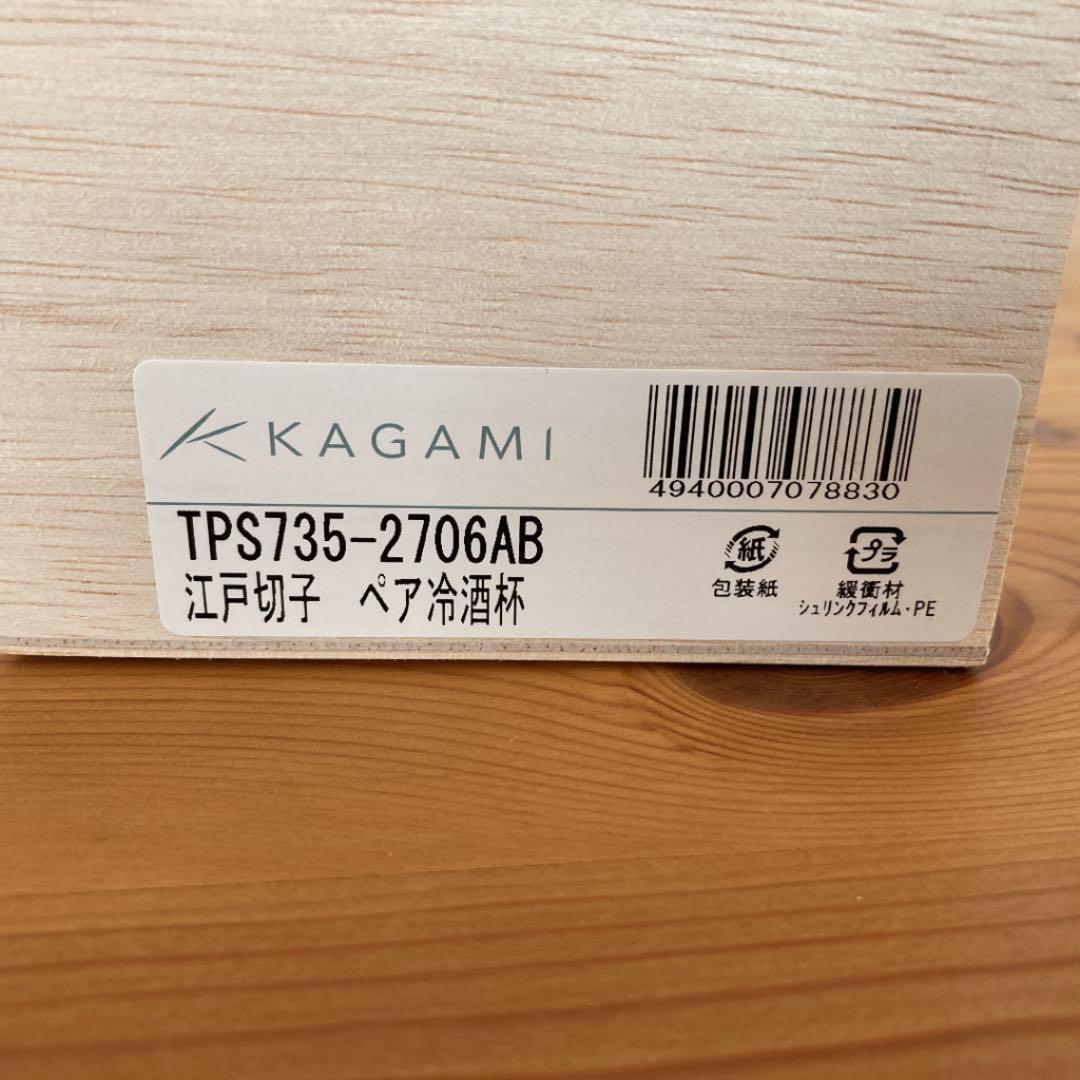 KAGAMI
4940007078830
TPS735-2706AB
江戸切子 ペア冷酒杯
紙
包装紙
プラ
緩衝材
シュリンクフィルム・PE